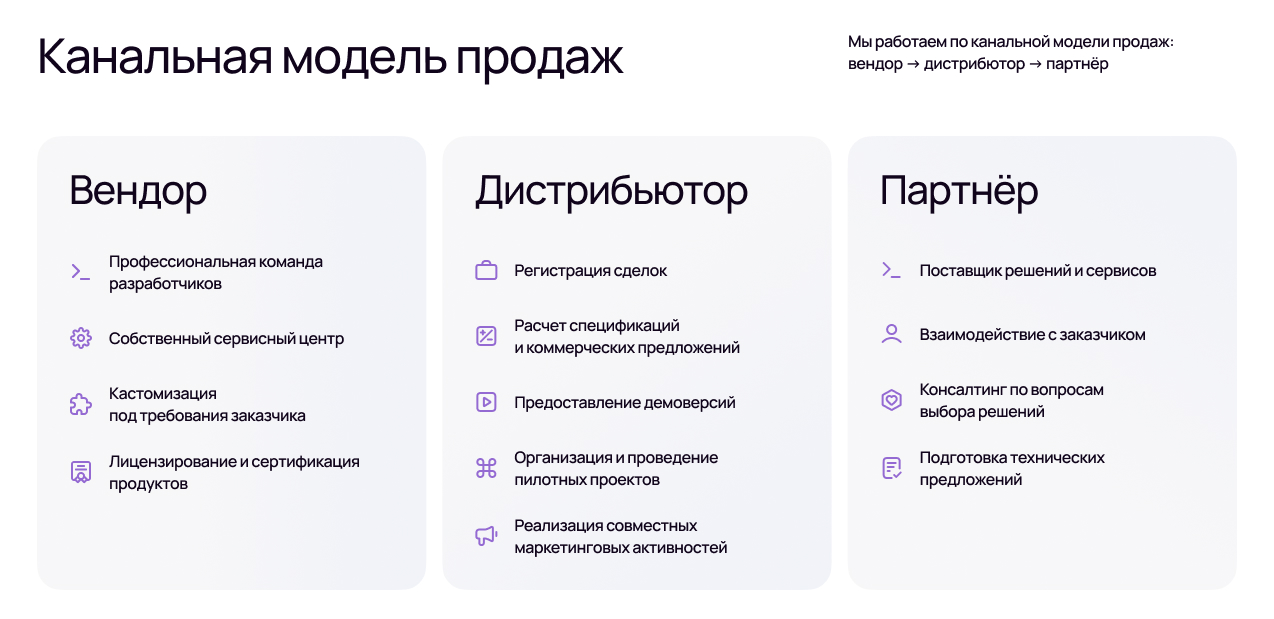 Канальная модель продаж
Мы работаем по канальной модели продаж:
вендор → дистрибютор → партнёр
Вендор
Профессиональная команда
разработчиков
Собственный сервисный центр
Кастомизация
под требования заказчика
Лицензирование и сертификация
продуктов
Дистрибьютор
Регистрация сделок
Расчет спецификаций
и коммерческих предложений
Предоставление демоверсий
Организация и проведение
пилотных проектов
Реализация совместных
маркетинговых активностей
Партнёр
Поставщик решений и сервисов
Взаимодействие с заказчиком
Консалтинг по вопросам
выбора решений
Подготовка технических
предложений